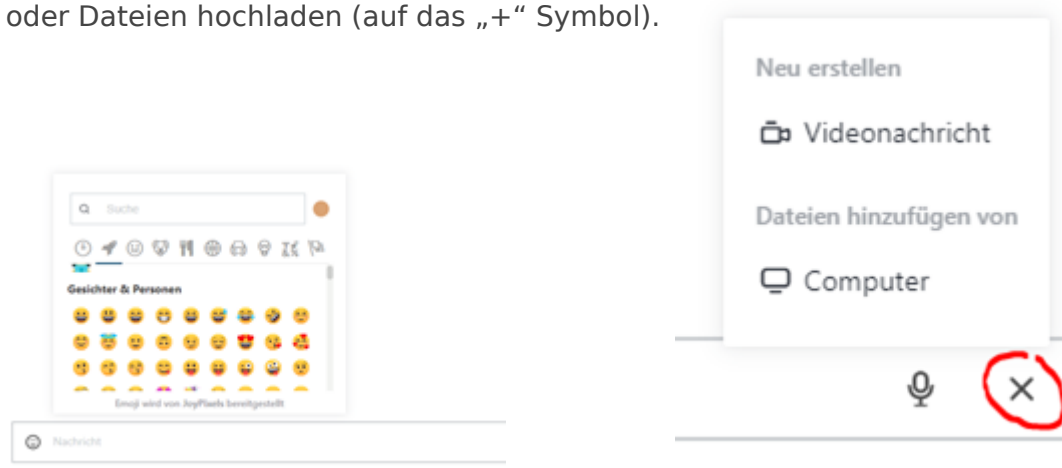 oder Dateien hochladen (auf das „+“ Symbol).
Suche
Gesichter & Personen
Emoji wird von JoyPixels bereitgestellt
Nachricht
Neu erstellen
Videonachricht
Dateien hinzufügen von
Computer